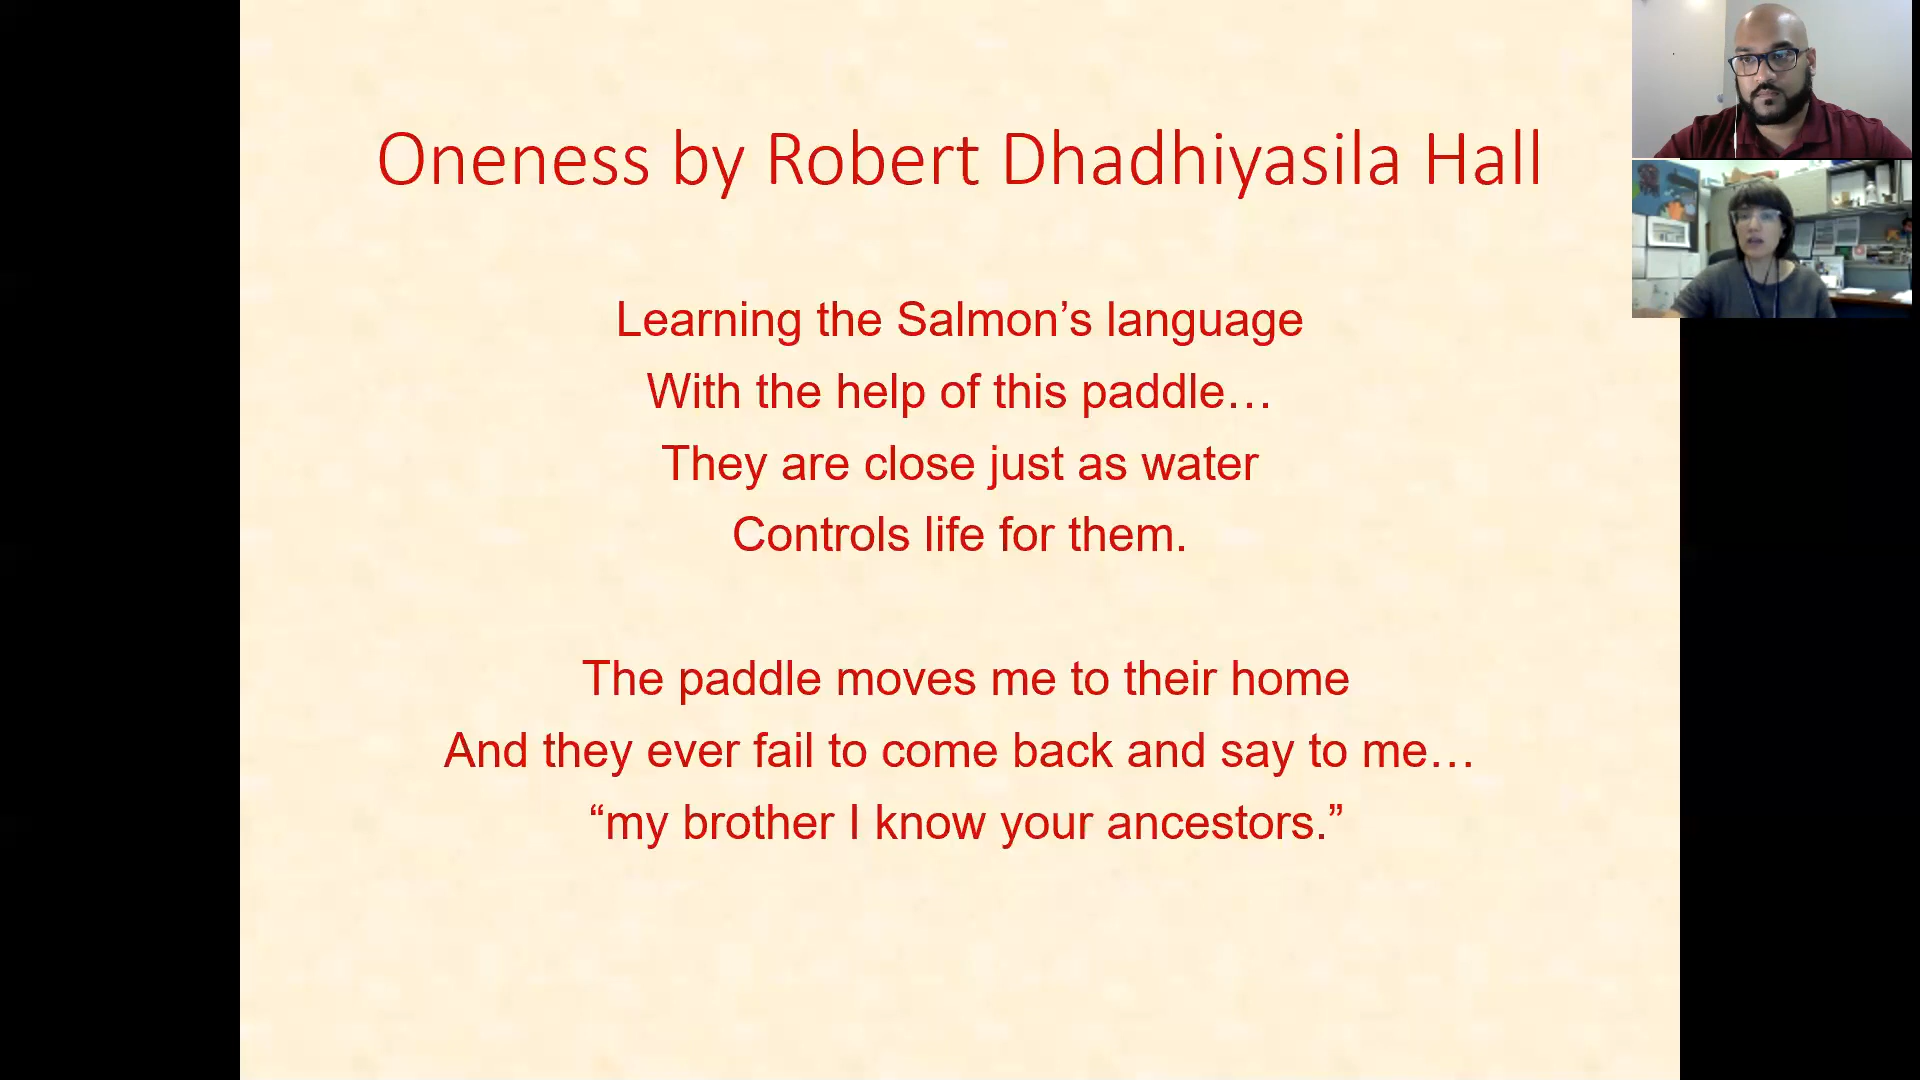 Oneness by Robert Dhadhiyasila Hall
Learning the Salmon’s language
With the help of this paddle…
They are close just as water
Controls life for them.
The paddle moves me to their home
And they ever fail to come back and say to me…
“my brother I know your ancestors.”